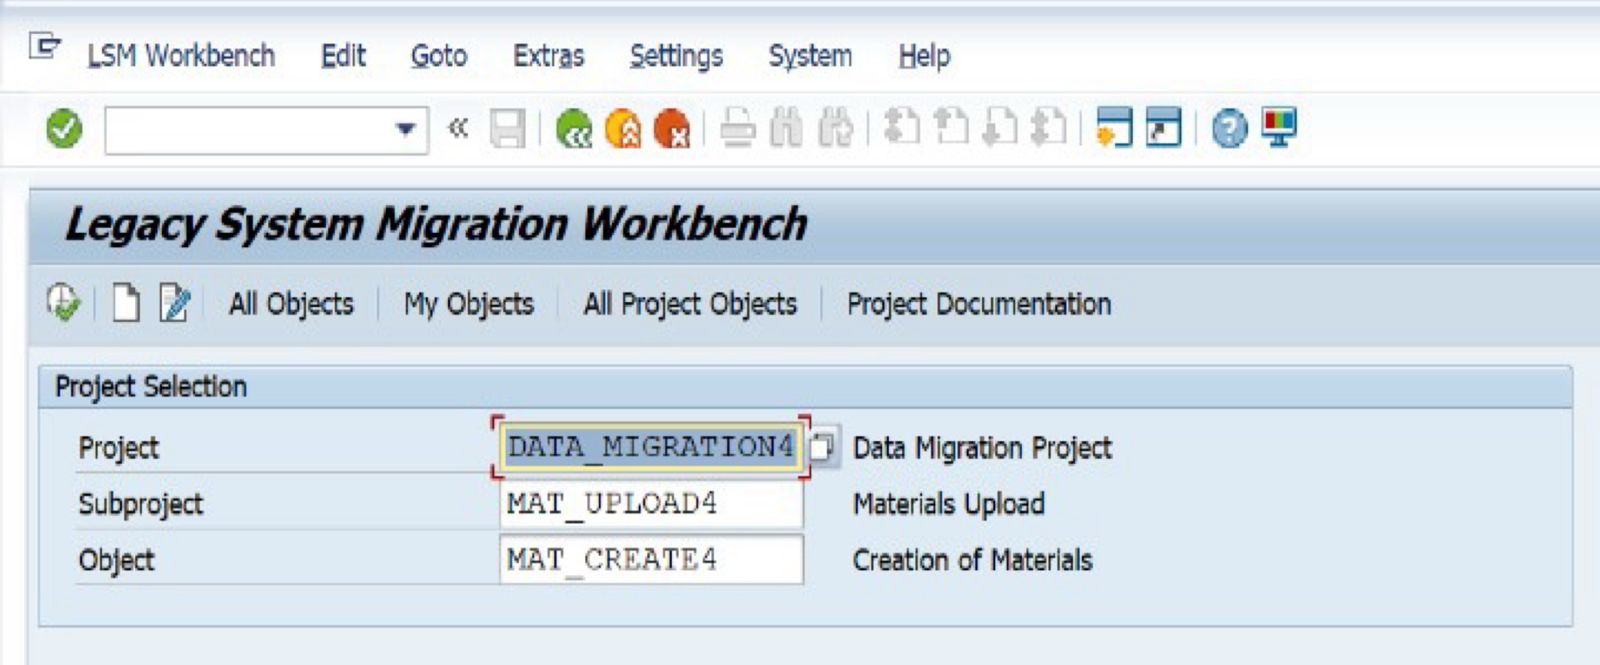 LSM Workbench Edit Goto Extras Settings System Help
Legacy System Migration Workbench
All Objects My Objects All Project Objects Project Documentation
Project Selection
Project DATA_MIGRATION4 Data Migration Project
Subproject MAT_UPLOAD4 Materials Upload
Object MAT_CREATE4 Creation of Materials